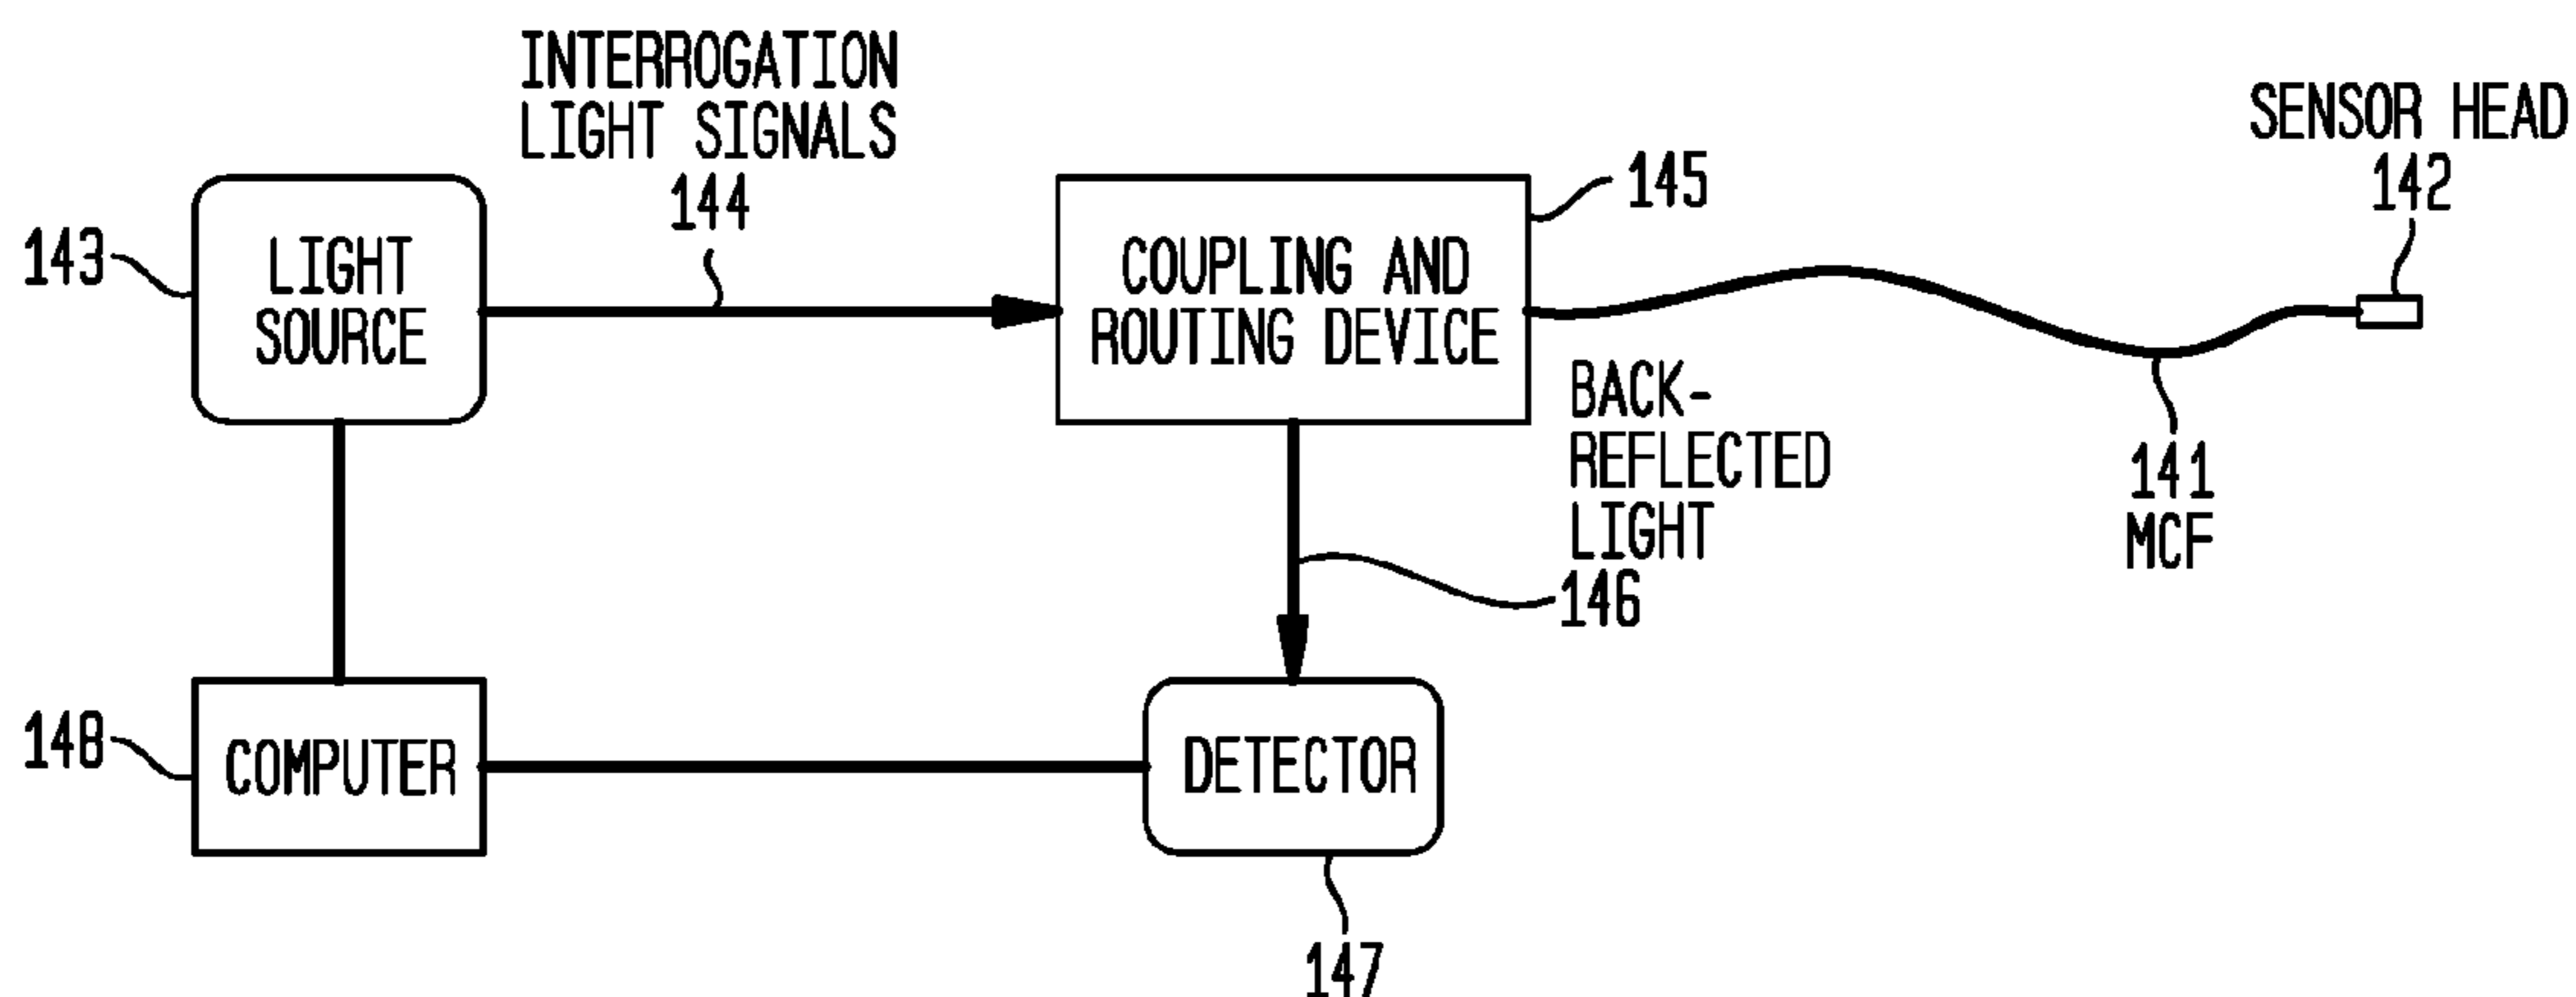 INTERROGATION
LIGHT SIGNALS
144
SENSOR HEAD
142
143
LIGHT
SOURCE
145
COUPLING AND
ROUTING DEVICE
BACK-
REFLECTED
LIGHT
146
141
MCF
148
COMPUTER
DETECTOR
147